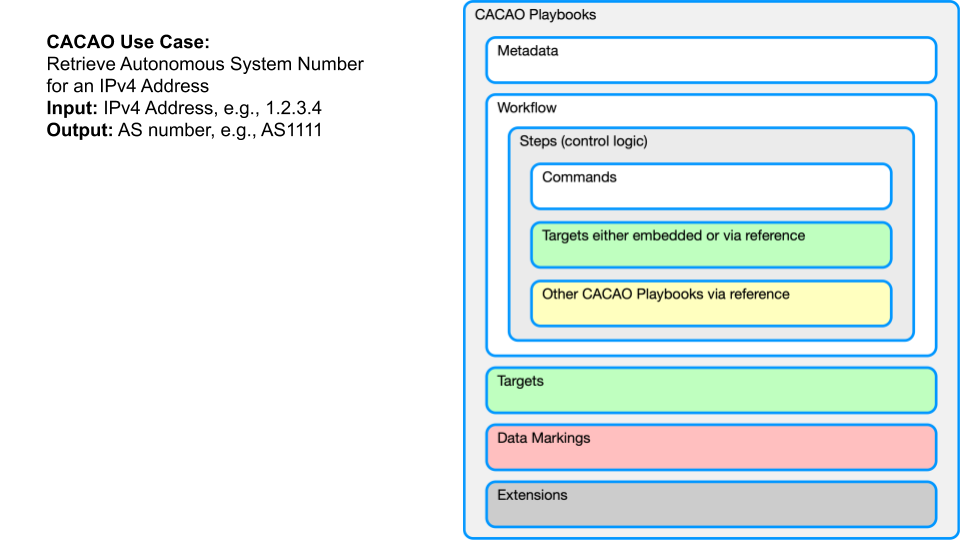 CACAO Use Case:
Retrieve Autonomous System Number
for an IPv4 Address
Input: IPv4 Address, e.g., 1.2.3.4
Output: AS number, e.g., AS1111
CACAO Playbooks
Metadata
Workflow
Steps (control logic)
Commands
Targets either embedded or via reference
Other CACAO Playbooks via reference
Targets
Data Markings
Extensions